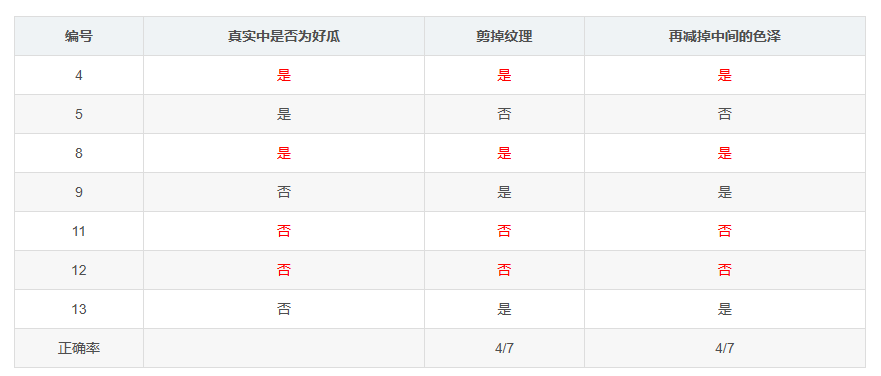 编号 真实中是否为好瓜 剪掉纹理 再减掉中间的色泽
4 是 是 是
5 是 否 否
8 是 是 是
9 否 是 是
11 否 否 否
12 否 否 否
13 否 是 是
正确率 4/7 4/7